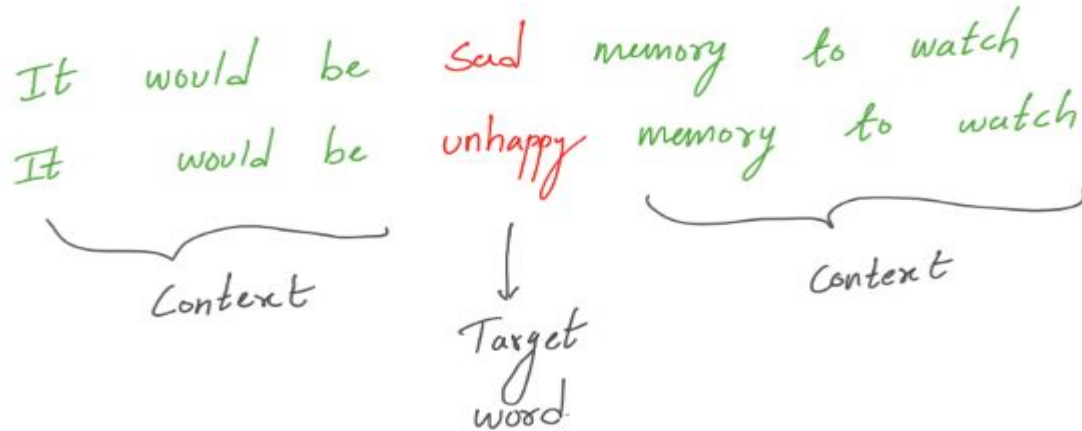 It would be sad memory to watch
It would be unhappy memory to watch
Context
Context
Target
word